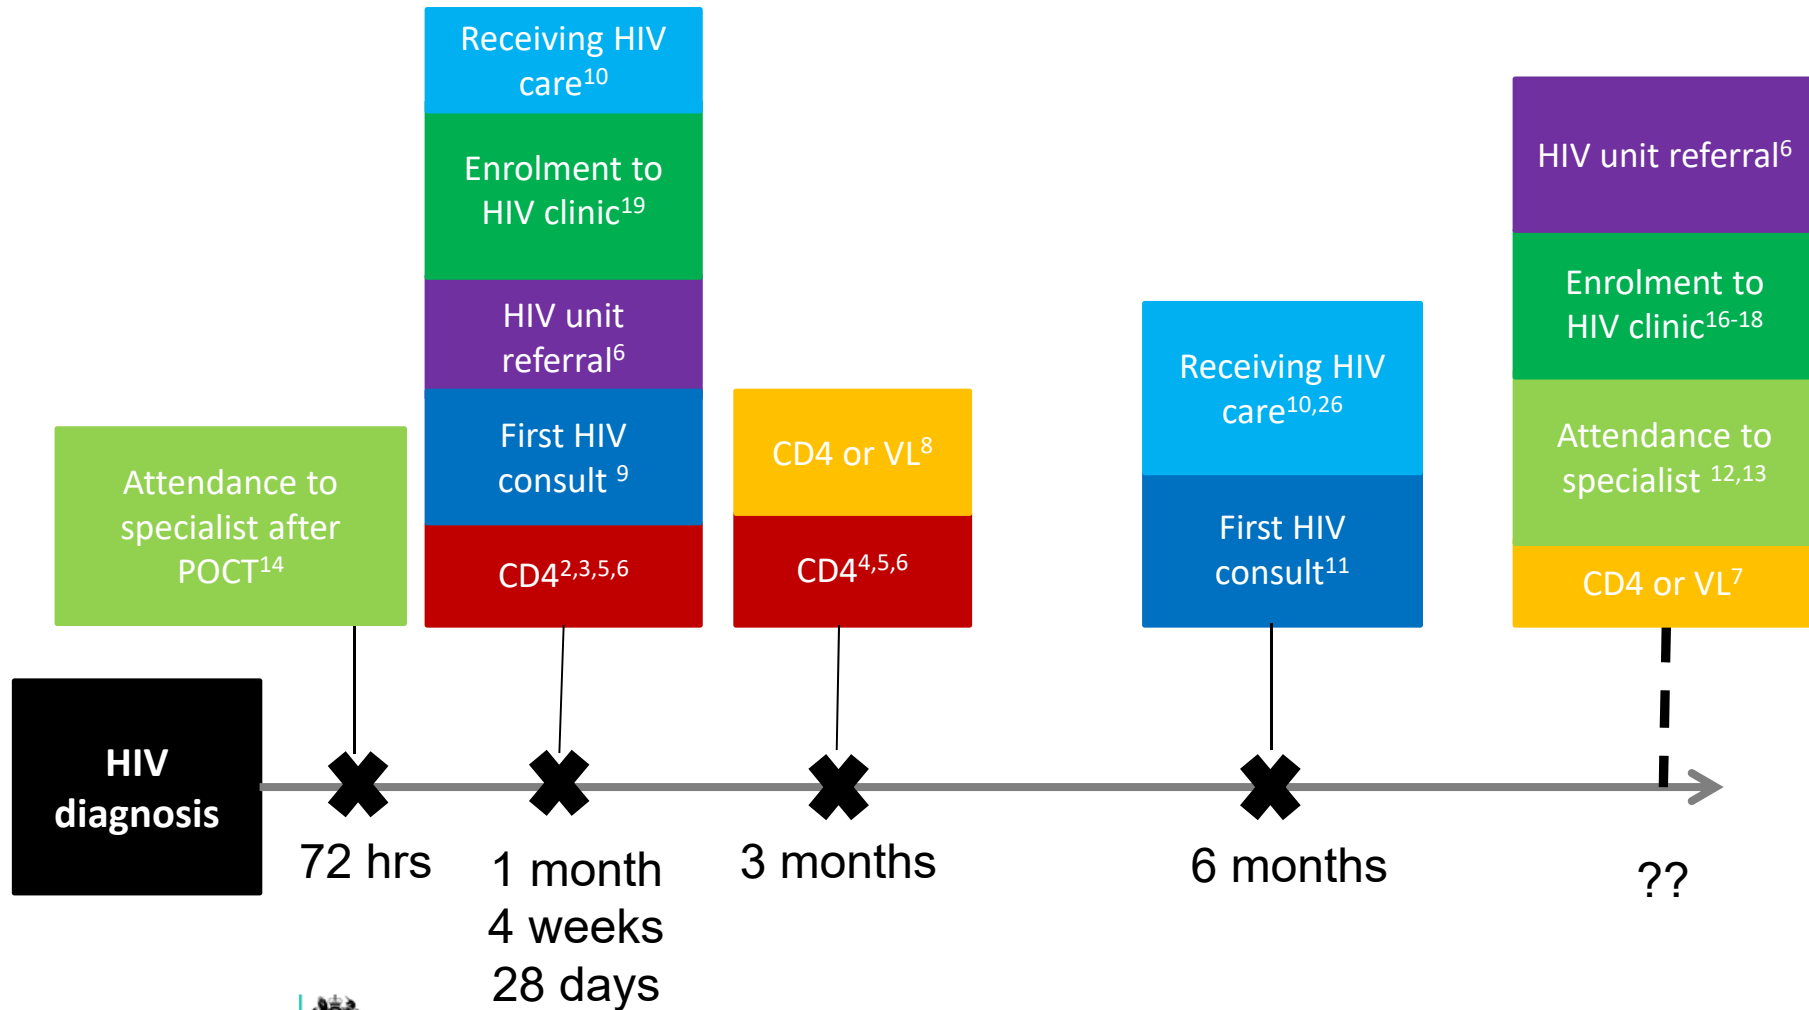 Receiving HIV
care10
Enrolment to
HIV clinic19
HIV unit
referral6
First HIV
consult 9
CD42,3,5,6
Attendance to
specialist after
POCT14
CD4 or VL8
CD44,5,6
Receiving HIV
care10,26
First HIV
consult11
HIV unit referral6
Enrolment to
HIV clinic16-18
Attendance to
specialist 12,13
CD4 or VL7
HIV
diagnosis
72 hrs
1 month
4 weeks
28 days
3 months
6 months
??